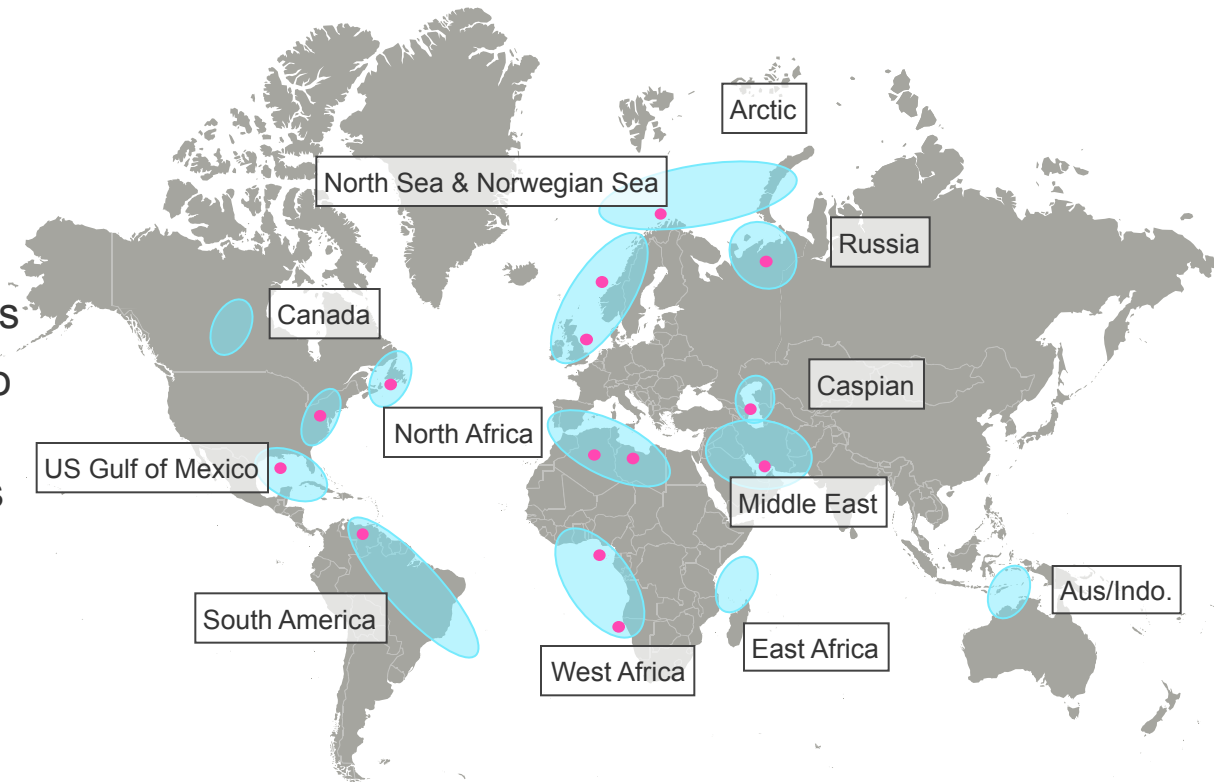 Arctic
North Sea & Norwegian Sea
Russia
Canada
Caspian
North Africa
US Gulf of Mexico
Middle East
Aus/Indo.
South America
East Africa
West Africa